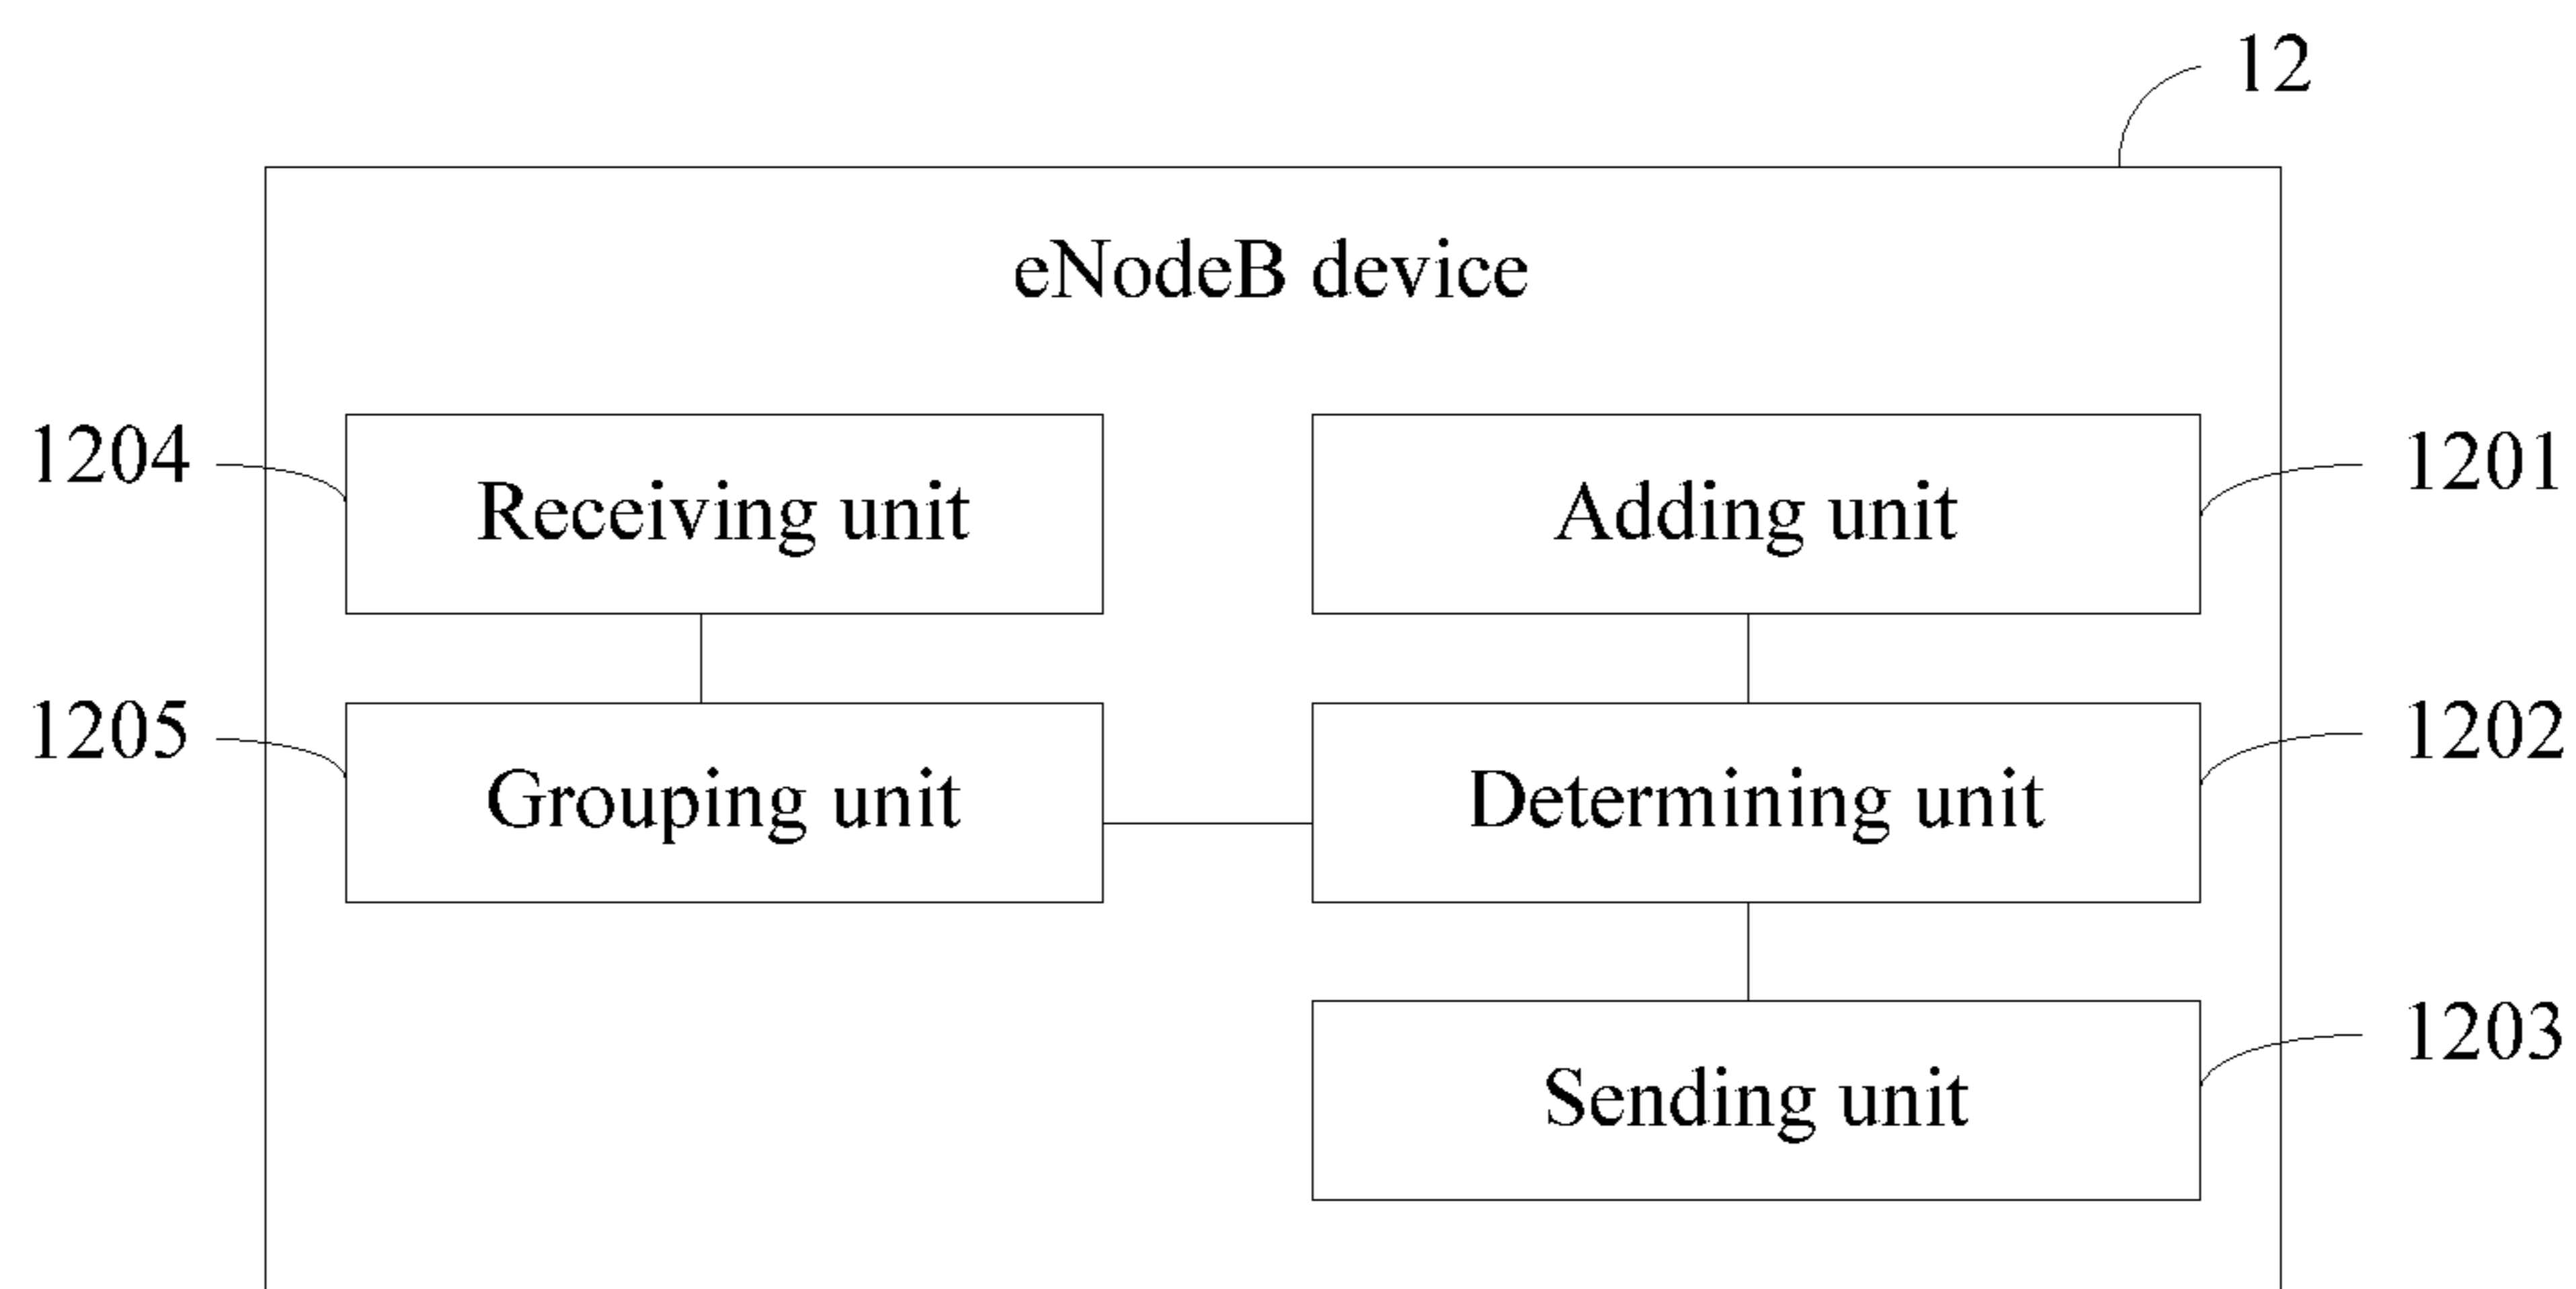 12
eNodeB device
1204
Receiving unit
Adding unit
1201
1205
Grouping unit
Determining unit
1202
Sending unit
1203